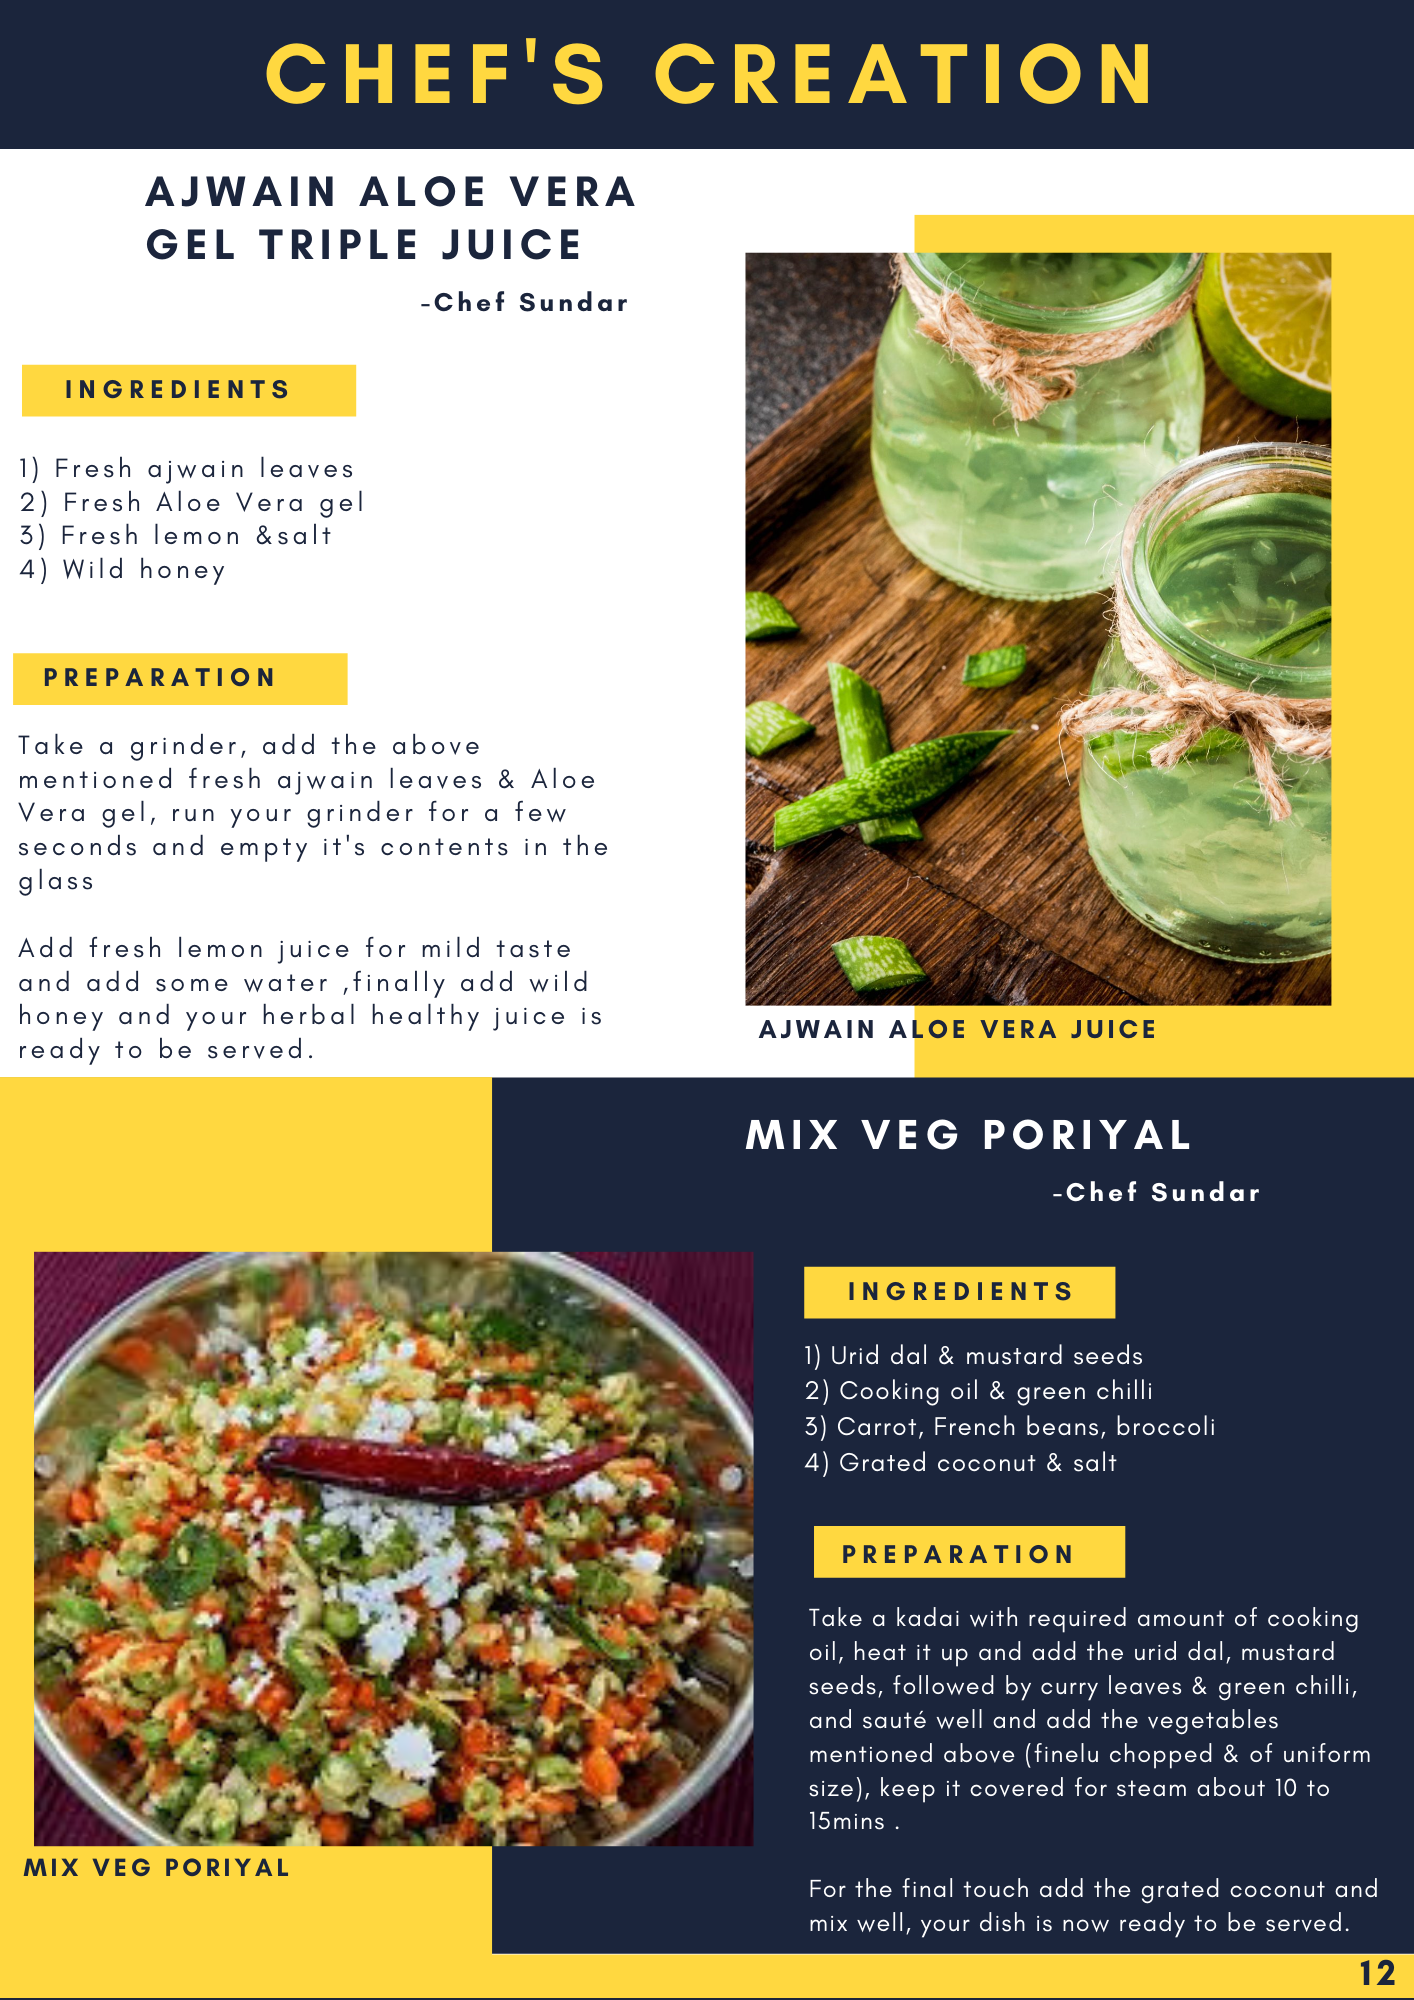 CHEF'S CREATION
AJWAIN ALOE VERA
GEL TRIPLE JUICE
-Chef Sundar
INGREDIENTS
1) Fresh ajwain leaves
2) Fresh Aloe Vera gel
3) Fresh lemon &salt
4) Wild honey
PREPARATION
Take a grinder, add the above
mentioned fresh ajwain leaves & Aloe
Vera gel, run your grinder for a few
seconds and empty it's contents in the
glass
Add fresh lemon juice for mild taste
and add some water ,finally add wild
honey and your herbal healthy juice is
ready to be served.
AJWAIN ALOE VERA JUICE
MIX VEG PORIYAL
-Chef Sundar
INGREDIENTS
1) Urid dal & mustard seeds
2) Cooking oil & green chilli
3) Carrot, French beans, broccoli
4) Grated coconut & salt
PREPARATION
Take a kadai with required amount of cooking
oil, heat it up and add the urid dal, mustard
seeds, followed by curry leaves & green chilli,
and sauté well and add the vegetables
mentioned above (finelu chopped & of uniform
size), keep it covered for steam about 10 to
15mins .
For the final touch add the grated coconut and
mix well, your dish is now ready to be served.
MIX VEG PORIYAL
12